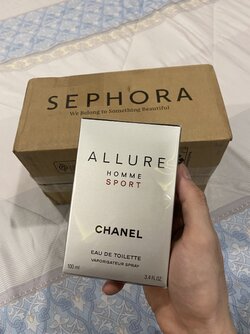 SEPHORA
We Belong to Something Beautiful.
ALLURE
HOMME
SPORT
CHANEL
EAU DE TOILETTE
VAPORISATEUR SPRAY
100 ml
3.4 FL.OZ.